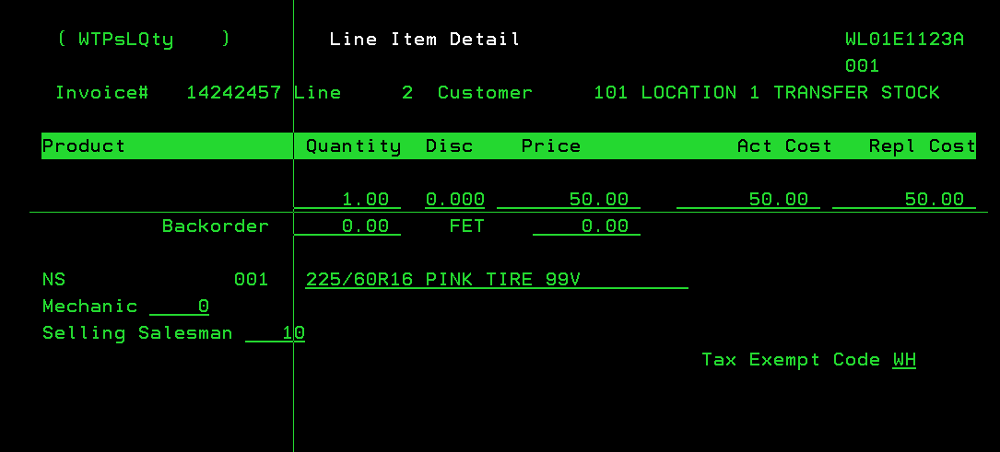 ( WTPsLQty ) Line Item Detail WL01E1123A
001
Invoice# 14242457 Line 2 Customer 101 LOCATION 1 TRANSFER STOCK
Product Quantity Disc Price Act Cost Repl Cost
1.00 0.000 50.00 50.00 50.00
Backorder 0.00 FET 0.00
NS 001 225/60R16 PINK TIRE 99V
Mechanic 0
Selling Salesman 10
Tax Exempt Code WH